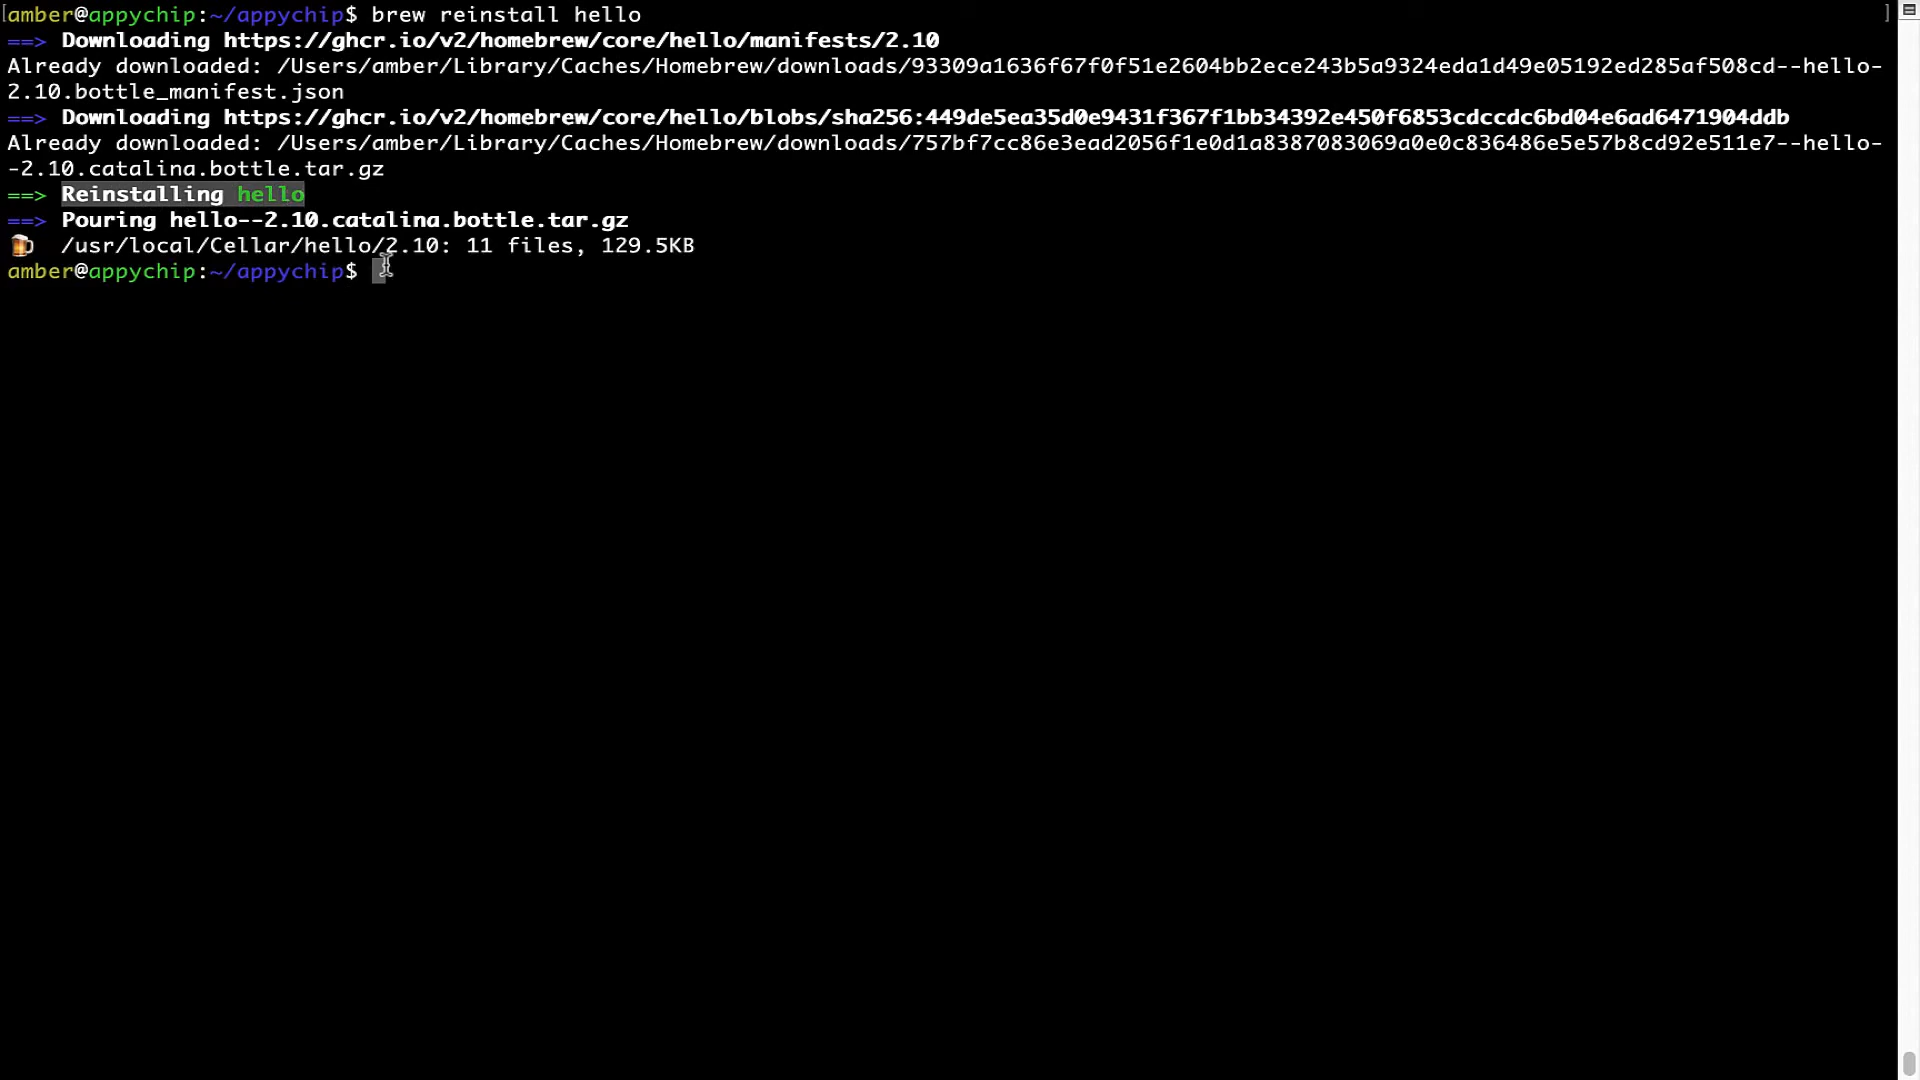 amber@appychip:~/appychip$ brew reinstall hello
==> Downloading https://ghcr.io/v2/homebrew/core/hello/manifests/2.10
Already downloaded: /Users/amber/Library/Caches/Homebrew/downloads/93309a1636f67f0f51e2604bb2ece243b5a9324eda1d49e05192ed285af508cd--hello-
2.10.bottle_manifest.json
==> Downloading https://ghcr.io/v2/homebrew/core/hello/blobs/sha256:449de5ea35d0e9431f367f1bb34392e450f6853cdccdc6bd04e6ad6471904ddb
Already downloaded: /Users/amber/Library/Caches/Homebrew/downloads/757bf7cc86e3ead2056f1e0d1a8387083069a0e0c836486e5e57b8cd92e511e7--hello-
-2.10.catalina.bottle.tar.gz
==> Reinstalling hello
==> Pouring hello--2.10.catalina.bottle.tar.gz
🍺 /usr/local/Cellar/hello/2.10: 11 files, 129.5KB
amber@appychip:~/appychip$